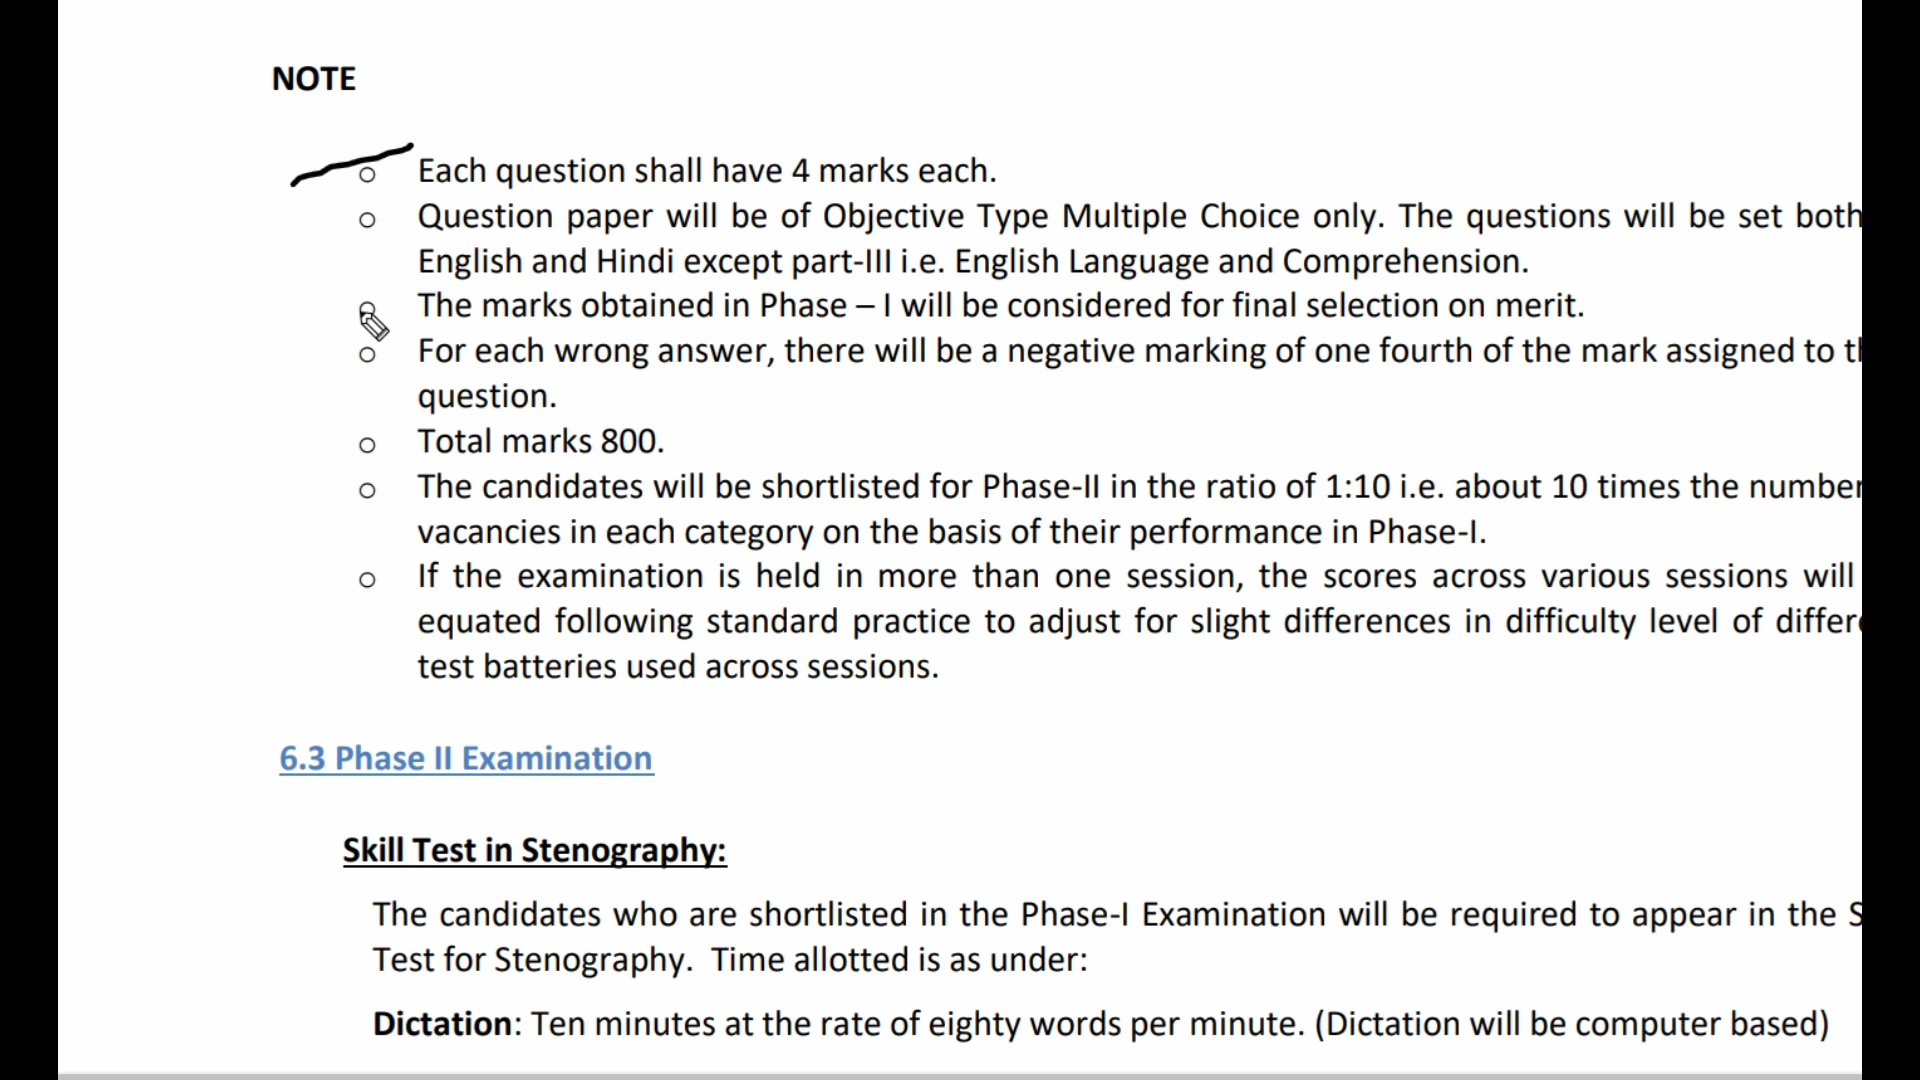 NOTE
Each question shall have 4 marks each.
Question paper will be of Objective Type Multiple Choice only. The questions will be set both
English and Hindi except part-III i.e. English Language and Comprehension.
The marks obtained in Phase – I will be considered for final selection on merit.
For each wrong answer, there will be a negative marking of one fourth of the mark assigned to
question.
Total marks 800.
The candidates will be shortlisted for Phase-II in the ratio of 1:10 i.e. about 10 times the number
vacancies in each category on the basis of their performance in Phase-I.
If the examination is held in more than one session, the scores across various sessions will
equated following standard practice to adjust for slight differences in difficulty level of
test batteries used across sessions.
6.3 Phase II Examination
Skill Test in Stenography:
The candidates who are shortlisted in the Phase-I Examination will be required to appear in the
Test for Stenography. Time allotted is as under:
Dictation: Ten minutes at the rate of eighty words per minute. (Dictation will be computer based)